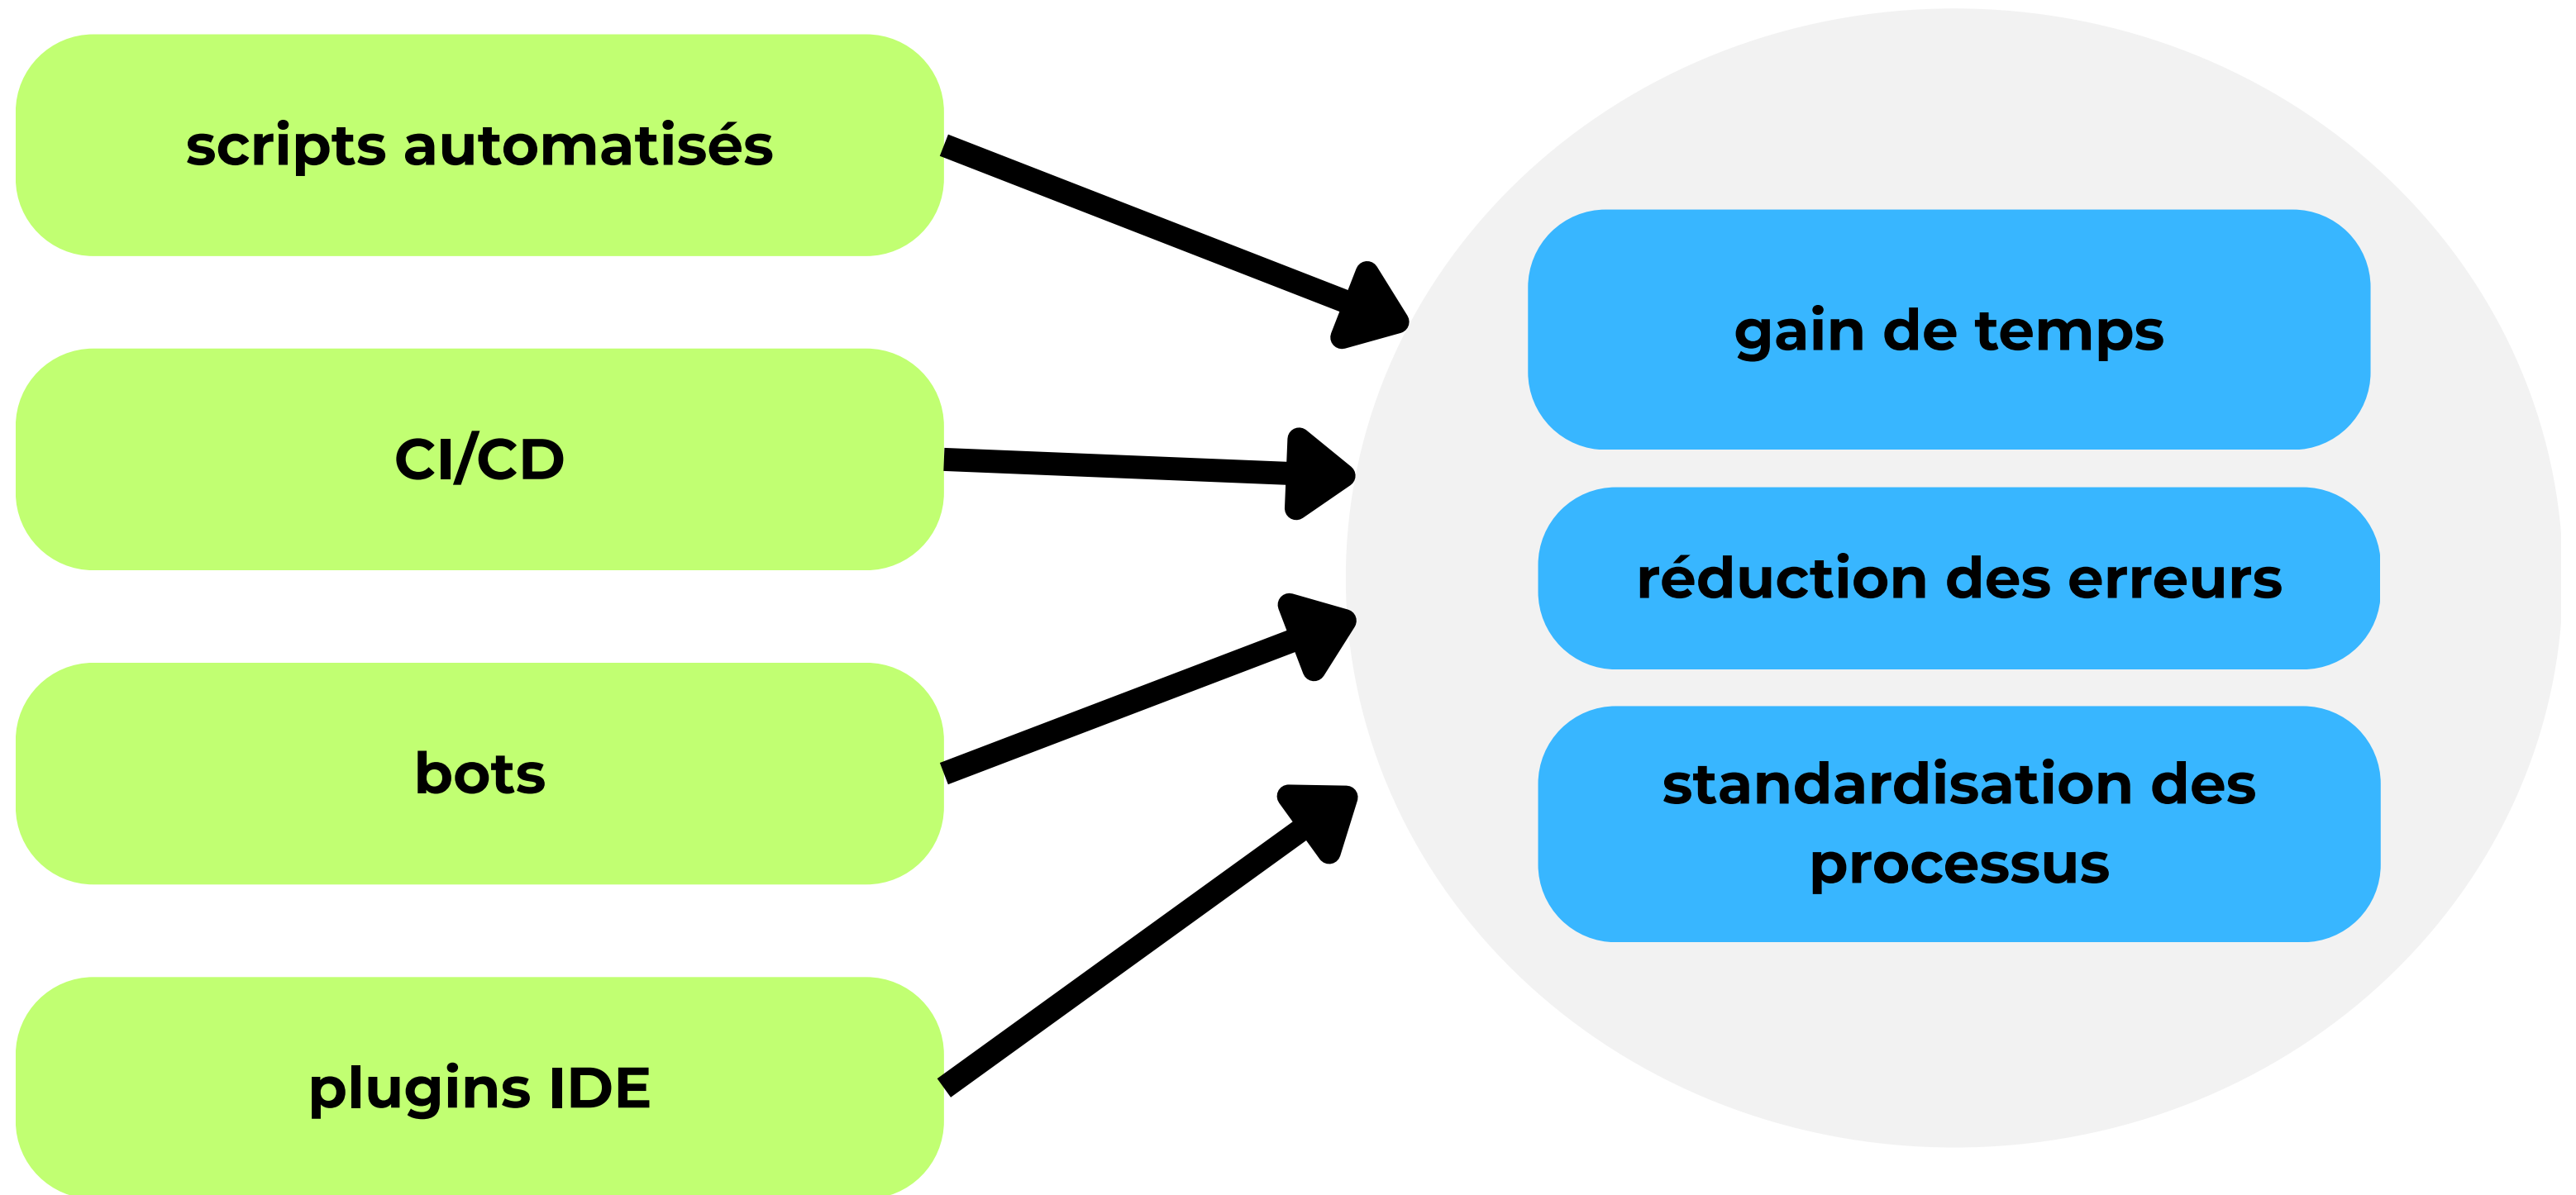 scripts automatisés
CI/CD
bots
plugins IDE
gain de temps
réduction des erreurs
standardisation des
processus